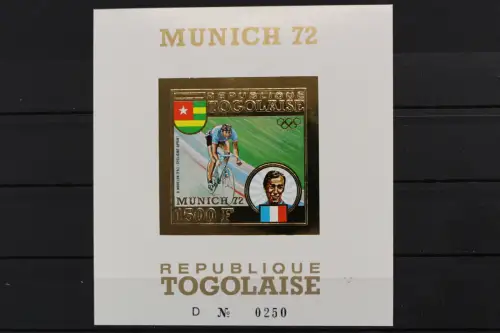 MUNICH 72
REPUBLIQUE
TOGOLAISE
MUNICH 72
1500 F
REPUBLIQUE
TOGOLAISE
D № 0250